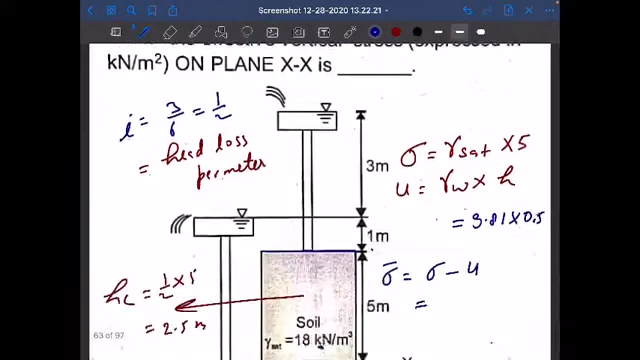 Screenshot 12-28-2020 13.22.21
kN/m²) ON PLANE X-X is ________
i = 3/6 = 1/2
= head loss
permeter
3m
σ = γsat × 5
u = γw × h
= 9.81 × 0.5
1m
hL = 1/2 × 5
= 2.5 m
σ̄ = σ - u
=
5m
Soil
γsat =18 kN/m³
63 of 97